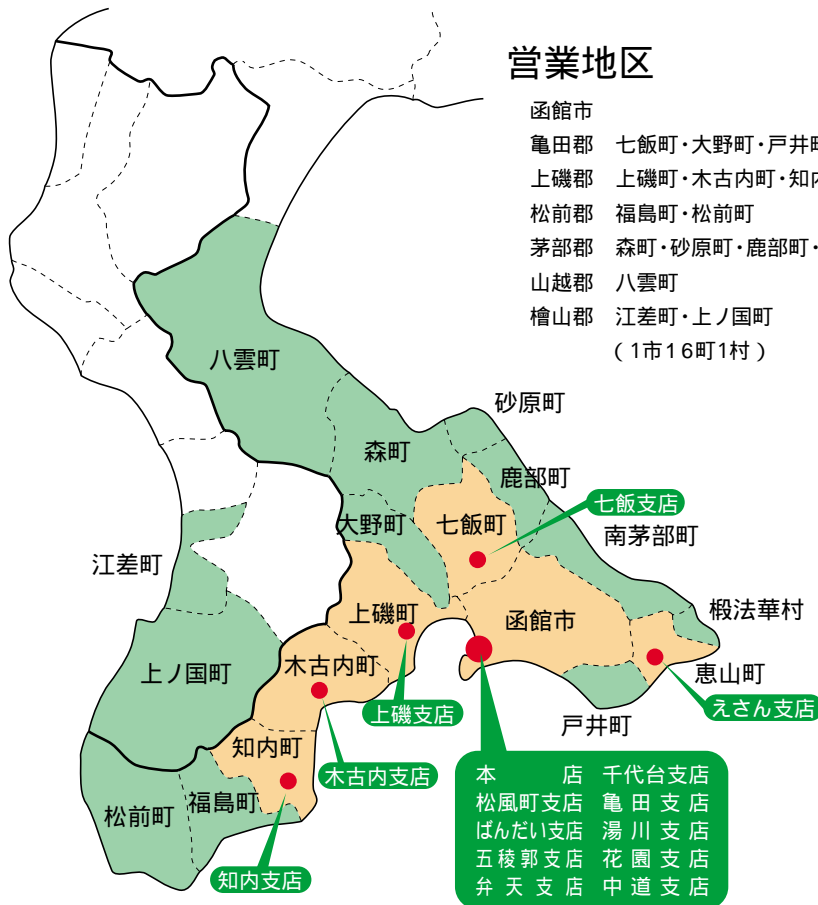 営業地区
函館市
亀田郡 七飯町・大野町・戸井町
上磯郡 上磯町・木古内町・知内
松前郡 福島町・松前町
茅部郡 森町・砂原町・鹿部町・
山越郡 八雲町
檜山郡 江差町・上ノ国町
(1市16町1村)
八雲町
砂原町
森町
鹿部町
七飯支店
大野町
七飯町
南茅部町
江差町
椴法華村
上磯町
函館市
上ノ国町
木古内町
恵山町
上磯支店
えさん支店
戸井町
知内町
木古内支店
福島町
松前町
知内支店
本店 千代台支店
松風町支店 亀田支店
ばんだい支店 湯川支店
五稜郭支店 花園支店
弁天支店 中道支店